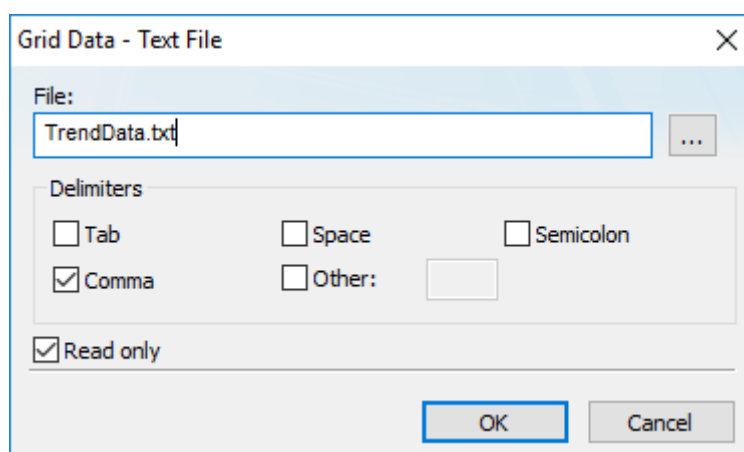 Grid Data - Text File
File:
TrendData.txt
...
Delimiters
Tab Space Semicolon
Comma Other:
Read only
OK Cancel